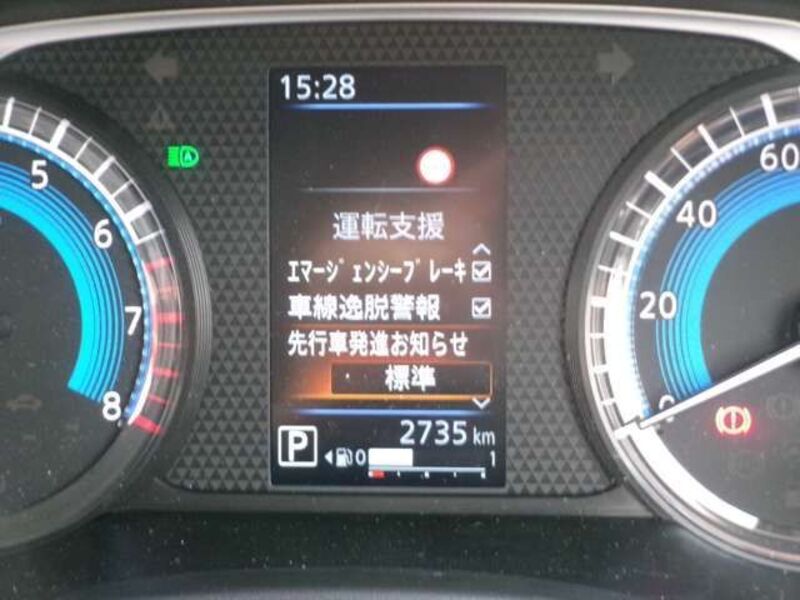 15:28
運転支援
エマージェンシーブレーキ
車線逸脱警報
先行車発進お知らせ
標準
2735 km
P
0 1
5
6
7
8
60
40
20
0